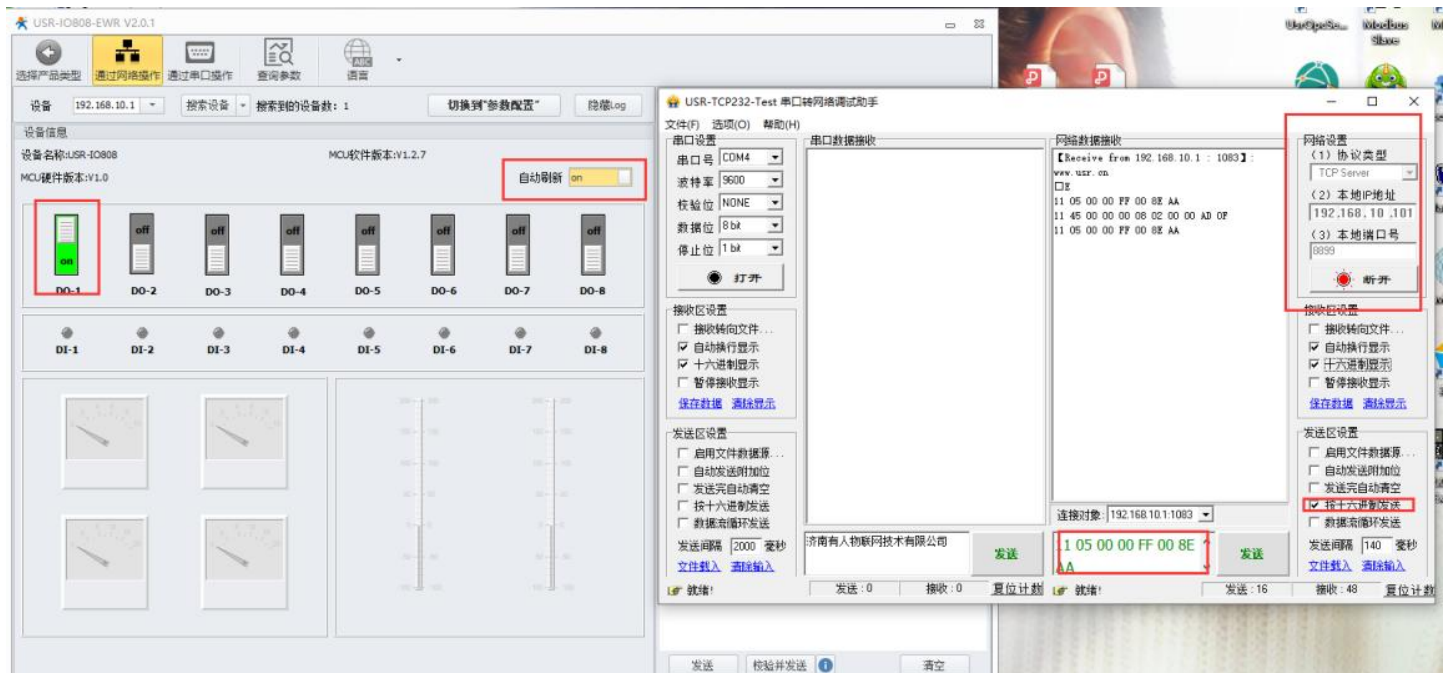 USR-IO808-EWR V2.0.1
选择产品类型 通过网络操作 通过串口操作 查询参数 语言
设备 192.168.10.1 搜索设备 搜索到的设备数: 1 切换到"参数配置" 隐藏Log
设备信息
设备名称:USR-IO808 MCU软件版本:V1.2.7
MCU硬件版本:V1.0 自动刷新 on
on off off off off off off off
DO-1 DO-2 DO-3 DO-4 DO-5 DO-6 DO-7 DO-8
DI-1 DI-2 DI-3 DI-4 DI-5 DI-6 DI-7 DI-8
发送 校验并发送 清空
USR-TCP232-Test 串口转网络调试助手
文件(F) 选项(O) 帮助(H)
串口设置
串口号 COM4
波特率 9600
校验位 NONE
数据位 8 bit
停止位 1 bit
打开
接收区设置
接收转向文件...
自动换行显示
十六进制显示
暂停接收显示
保存数据 清除显示
发送区设置
启用文件数据源...
自动发送附加位
发送完自动清空
按十六进制发送
数据流循环发送
发送间隔 2000 毫秒
文件载入 清除输入
就绪!
串口数据接收
济南有人物联网技术有限公司
发送
发送 : 0 接收 : 0 复位计数
网络数据接收
【Receive from 192.168.10.1 : 1083】:
www.usr.cn
11 05 00 00 FF 00 8E AA
11 45 00 00 00 08 02 00 00 AD 0F
11 05 00 00 FF 00 8E AA
连接对象: 192.168.10.1:1083
11 05 00 00 FF 00 8E
AA
发送
就绪! 发送 : 16 接收 : 48 复位计数
网络设置
(1) 协议类型
TCP Server
(2) 本地IP地址
192.168.10.101
(3) 本地端口号
8899
断开
接收区设置
接收转向文件...
自动换行显示
十六进制显示
暂停接收显示
保存数据 清除显示
发送区设置
启用文件数据源...
自动发送附加位
发送完自动清空
按十六进制发送
数据流循环发送
发送间隔 140 毫秒
文件载入 清除输入